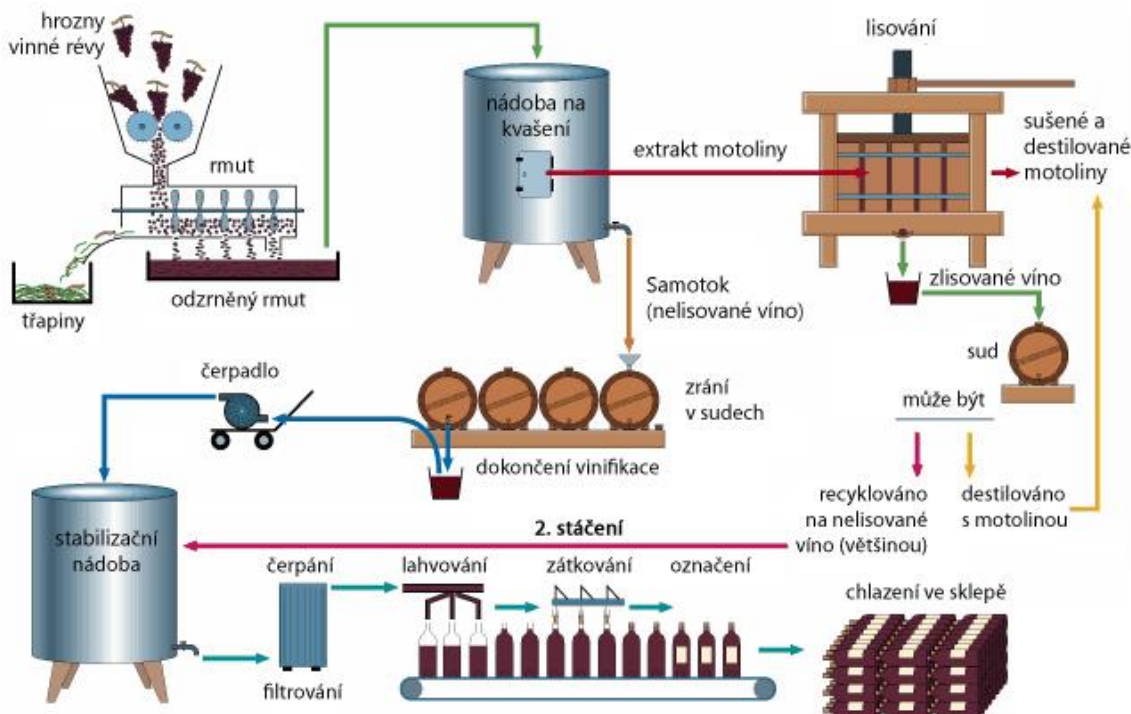 hrozny
vinné révy
rmut
třapiny
odzrněný rmut
nádoba na
kvašení
extrakt motoliny
lisování
sušené a
destilované
motoliny
Samotok
(nelisované víno)
zlisované víno
sud
může být
recyklováno
na nelisované
víno (většinou)
destilováno
s motolinou
čerpadlo
zrání
v sudech
dokončení vinifikace
stabilizační
nádoba
2. stáčení
čerpání
filtrování
lahvování
zátkování
označení
chlazení ve sklepě